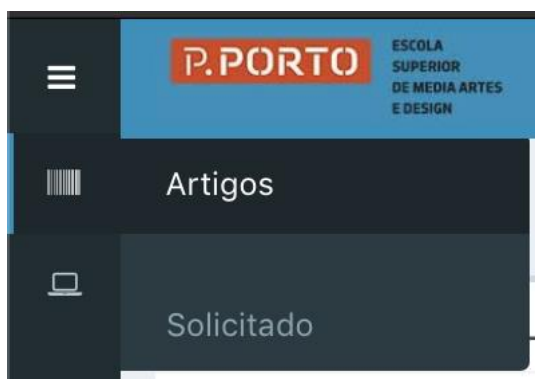 P.PORTO
ESCOLA
SUPERIOR
DE MEDIA ARTES
E DESIGN
Artigos
Solicitado